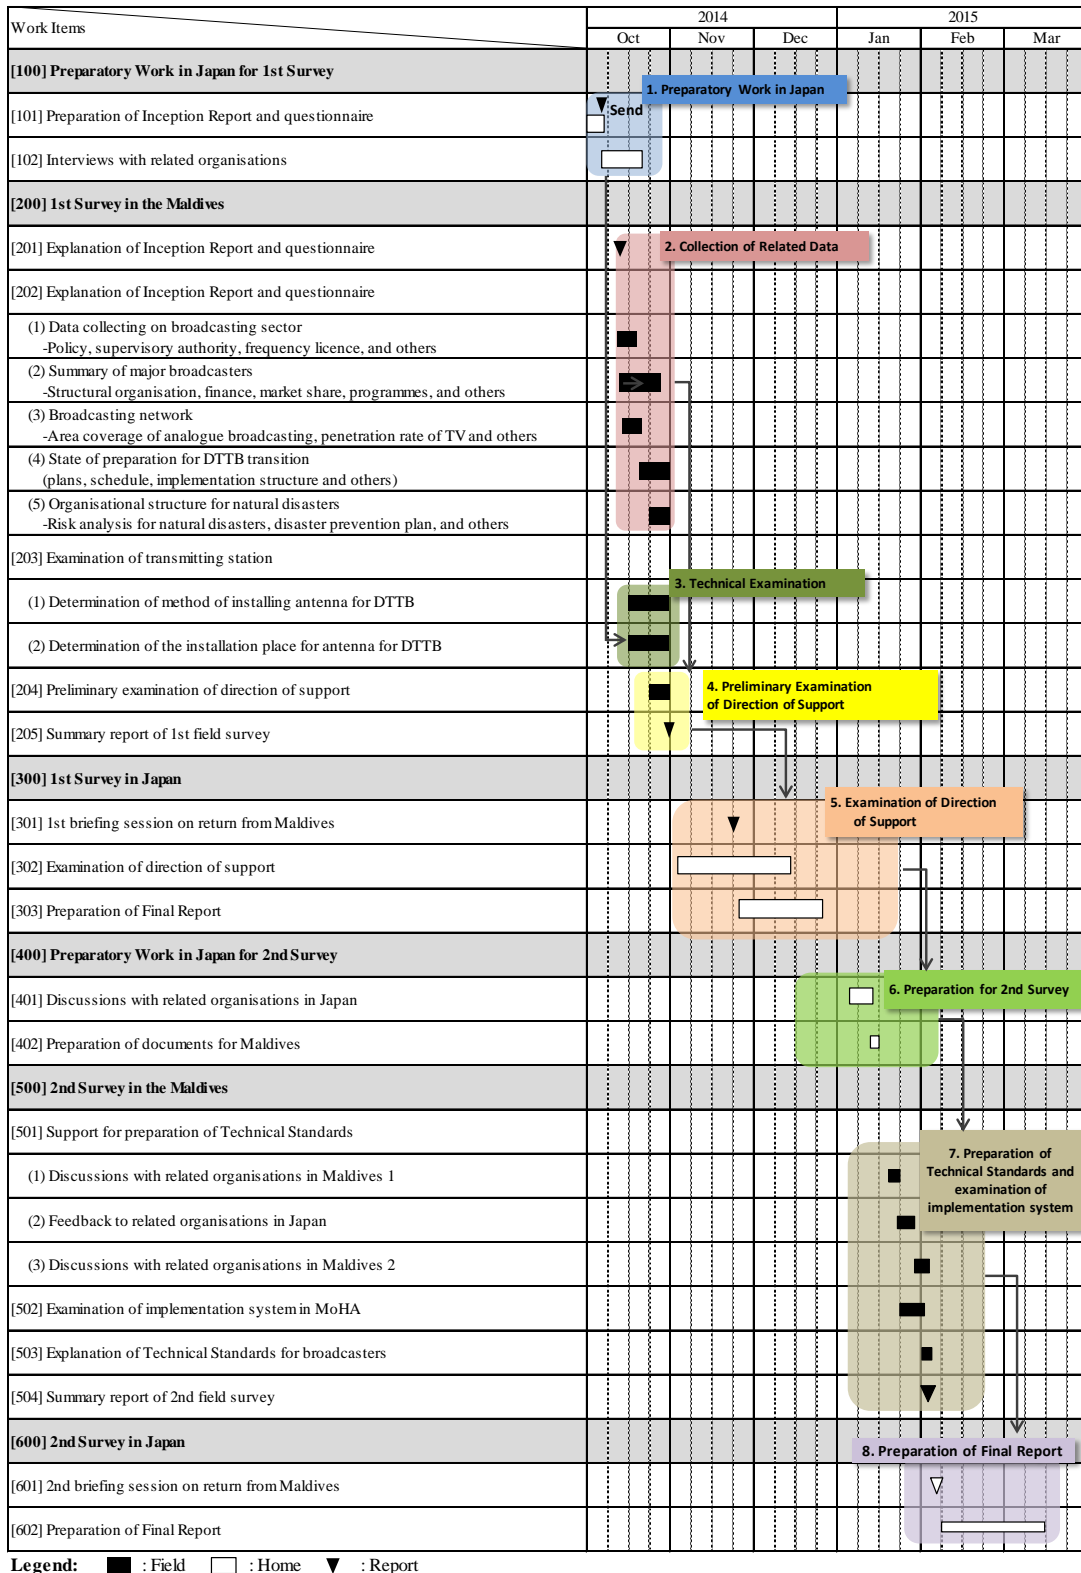 2014 2015
Work Items
Oct Nov Dec Jan Feb Mar
[100] Preparatory Work in Japan for 1st Survey
1. Preparatory Work in Japan
Send
[101] Preparation of Inception Report and questionnaire
[102] Interviews with related organisations
[200] 1st Survey in the Maldives
[201] Explanation of Inception Report and questionnaire
2. Collection of Related Data
[202] Explanation of Inception Report and questionnaire
(1) Data collecting on broadcasting sector
-Policy, supervisory authority, frequency licence, and others
(2) Summary of major broadcasters
-Structural organisation, finance, market share, programmes, and others
(3) Broadcasting network
-Area coverage of analogue broadcasting, penetration rate of TV and others
(4) State of preparation for DTTB transition
(plans, schedule, implementation structure and others)
(5) Organisational structure for natural disasters
-Risk analysis for natural disasters, disaster prevention plan, and others
[203] Examination of transmitting station
3. Technical Examination
(1) Determination of method of installing antenna for DTTB
(2) Determination of the installation place for antenna for DTTB
[204] Preliminary examination of direction of support
4. Preliminary Examination
of Direction of Support
[205] Summary report of 1st field survey
[300] 1st Survey in Japan
5. Examination of Direction
of Support
[301] 1st briefing session on return from Maldives
[302] Examination of direction of support
[303] Preparation of Final Report
[400] Preparatory Work in Japan for 2nd Survey
6. Preparation for 2nd Survey
[401] Discussions with related organisations in Japan
[402] Preparation of documents for Maldives
[500] 2nd Survey in the Maldives
[501] Support for preparation of Technical Standards
7. Preparation of
Technical Standards and
examination of
implementation system
(1) Discussions with related organisations in Maldives 1
(2) Feedback to related organisations in Japan
(3) Discussions with related organisations in Maldives 2
[502] Examination of implementation system in MoHA
[503] Explanation of Technical Standards for broadcasters
[504] Summary report of 2nd field survey
[600] 2nd Survey in Japan
8. Preparation of Final Report
[601] 2nd briefing session on return from Maldives
[602] Preparation of Final Report
Legend: : Field : Home : Report